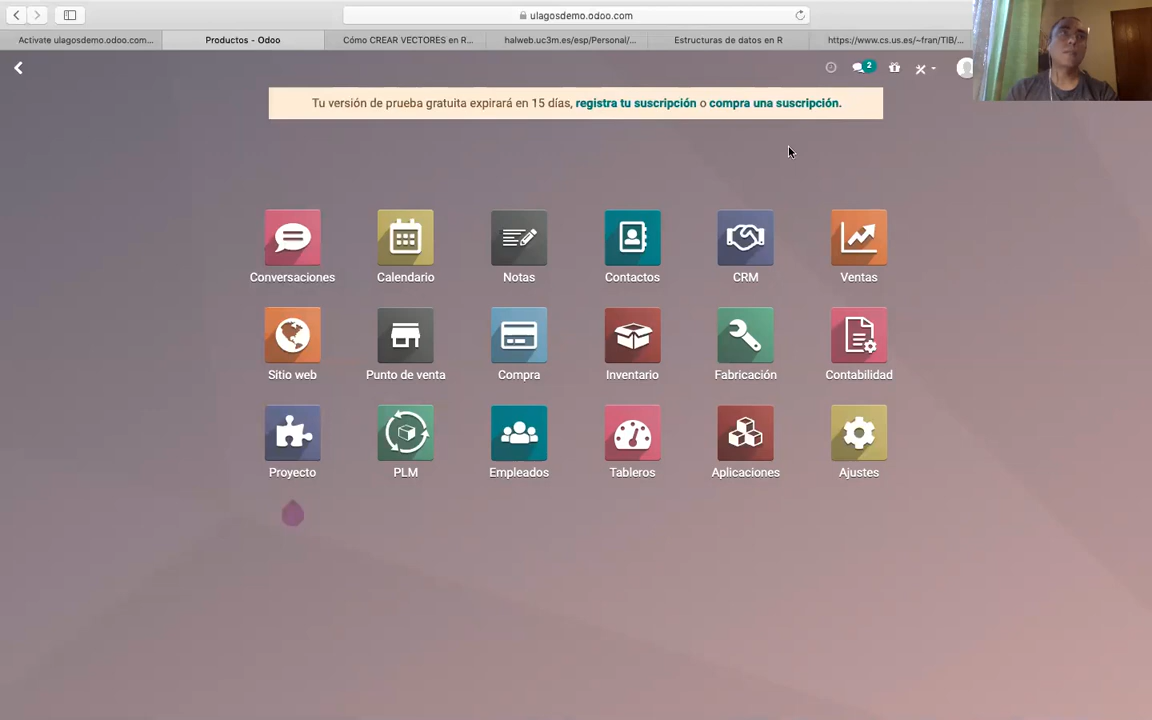 ulagosdemo.odoo.com
Activate ulagosdemo.odoo.com...
Productos - Odoo
Cómo CREAR VECTORES en R...
halweb.uc3m.es/esp/Personal/...
Estructuras de datos en R
https://www.cs.us.es/~fran/TIB/...
2
Tu versión de prueba gratuita expirará en 15 días, registra tu suscripción o compra una suscripción.
Conversaciones
Calendario
Notas
Contactos
CRM
Ventas
Sitio web
Punto de venta
Compra
Inventario
Fabricación
Contabilidad
Proyecto
PLM
Empleados
Tableros
Aplicaciones
Ajustes